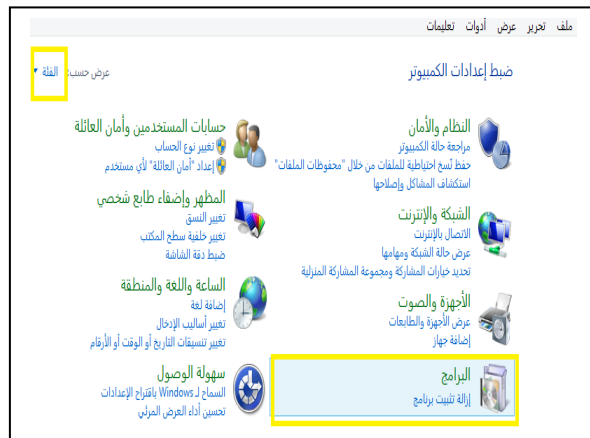 ملف تحرير عرض أدوات تعليمات
ضبط إعدادات الكمبيوتر
عرض حسب: الفئة
النظام والأمان
مراجعة حالة الكمبيوتر
حفظ نُسخ احتياطية للملفات من خلال "محفوظات الملفات"
استكشاف المشاكل وإصلاحها
الشبكة والإنترنت
الاتصال بالإنترنت
عرض حالة الشبكة ومهامها
تحديد خيارات المشاركة ومجموعة المشاركة المنزلية
الأجهزة والصوت
عرض الأجهزة والطابعات
إضافة جهاز
البرامج
إزالة تثبيت برنامج
حسابات المستخدمين وأمان العائلة
تغيير نوع الحساب
إعداد "أمان العائلة" لأي مستخدم
المظهر وإضفاء طابع شخصي
تغيير النسق
تغيير خلفية سطح المكتب
ضبط دقة الشاشة
الساعة واللغة والمنطقة
إضافة لغة
تغيير أساليب الإدخال
تغيير تنسيقات التاريخ أو الوقت أو الأرقام
سهولة الوصول
السماح لـ Windows باقتراح الإعدادات
تحسين أداء العرض المرئي